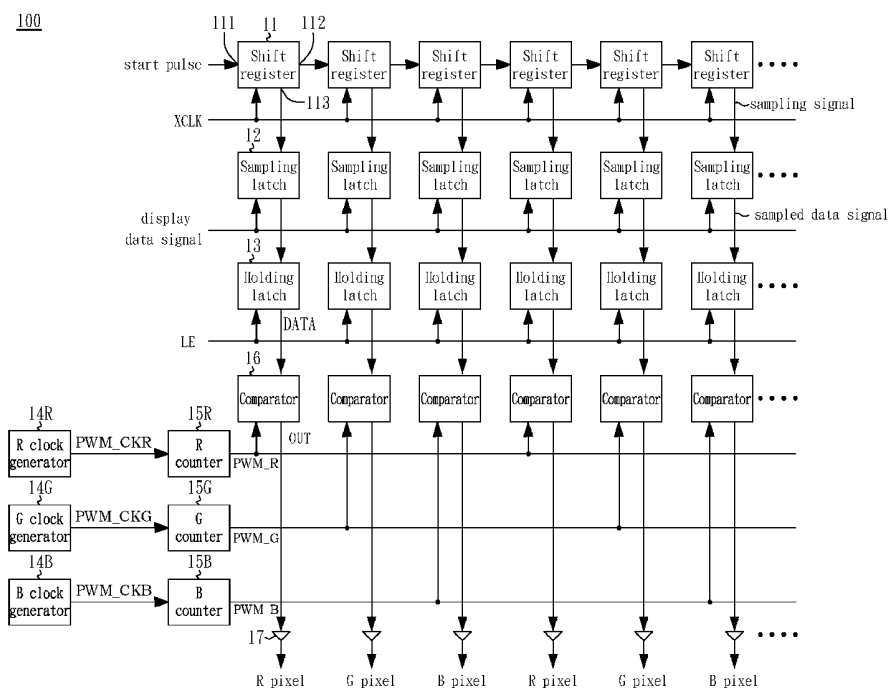 100
111
11
112
start pulse
Shift register
Shift register
Shift register
Shift register
Shift register
Shift register
113
sampling signal
XCLK
12
Sampling latch
Sampling latch
Sampling latch
Sampling latch
Sampling latch
Sampling latch
display data signal
sampled data signal
13
Holding latch
Holding latch
Holding latch
Holding latch
Holding latch
Holding latch
DATA
LE
16
Comparator
Comparator
Comparator
Comparator
Comparator
Comparator
OUT
14R
R clock generator
PWM_CKR
15R
R counter
PWM_R
14G
G clock generator
PWM_CKG
15G
G counter
PWM_G
14B
B clock generator
PWM_CKB
15B
B counter
PWM_B
17
R pixel
G pixel
B pixel
R pixel
G pixel
B pixel